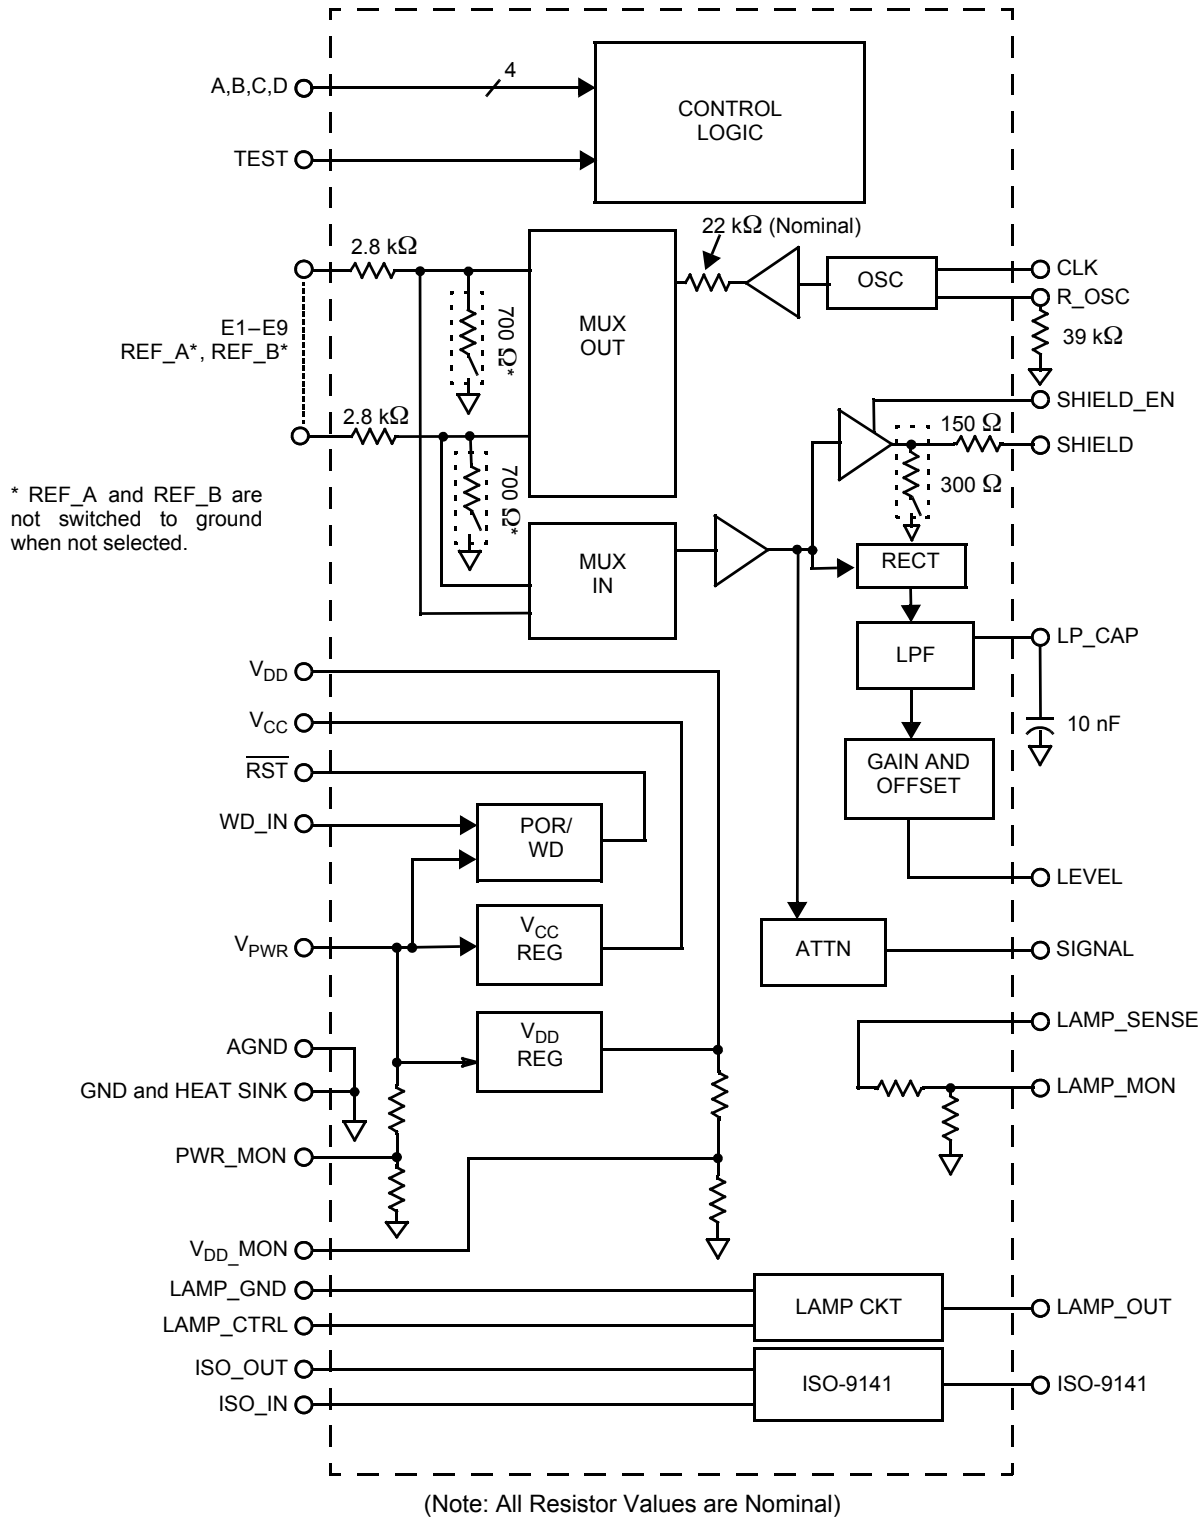 A,B,C,D
4
CONTROL
LOGIC
TEST
22 kΩ (Nominal)
2.8 kΩ
CLK
OSC
R_OSC
E1–E9
REF_A*, REF_B*
700 Ω*
MUX
OUT
39 kΩ
SHIELD_EN
2.8 kΩ
150 Ω
SHIELD
* REF_A and REF_B are
not switched to ground
when not selected.
700 Ω*
300 Ω
MUX
IN
RECT
LP_CAP
LPF
VDD
VCC
10 nF
RST
GAIN AND
OFFSET
WD_IN
POR/
WD
LEVEL
VPWR
VCC
REG
ATTN
SIGNAL
LAMP_SENSE
AGND
VDD
REG
GND and HEAT SINK
LAMP_MON
PWR_MON
VDD_MON
LAMP_GND
LAMP CKT
LAMP_OUT
LAMP_CTRL
ISO_OUT
ISO-9141
ISO-9141
ISO_IN
(Note: All Resistor Values are Nominal)